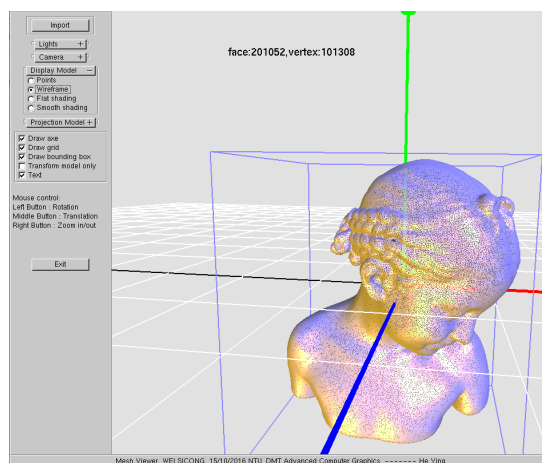 Import
Lights +
Camera +
Display Model —
Points
Wireframe
Flat shading
Smooth shading
Projection Model +
Draw axe
Draw grid
Draw bounding box
Transform model only
Text
Mouse control:
Left Button : Rotation
Middle Button : Translation
Right Button : Zoom in/out
Exit
face:201052,vertex:101308
Mesh Viewer, WEI SICONG, 15/10/2016 NTU, DMT Advanced Computer Graphics, ------- He Ying